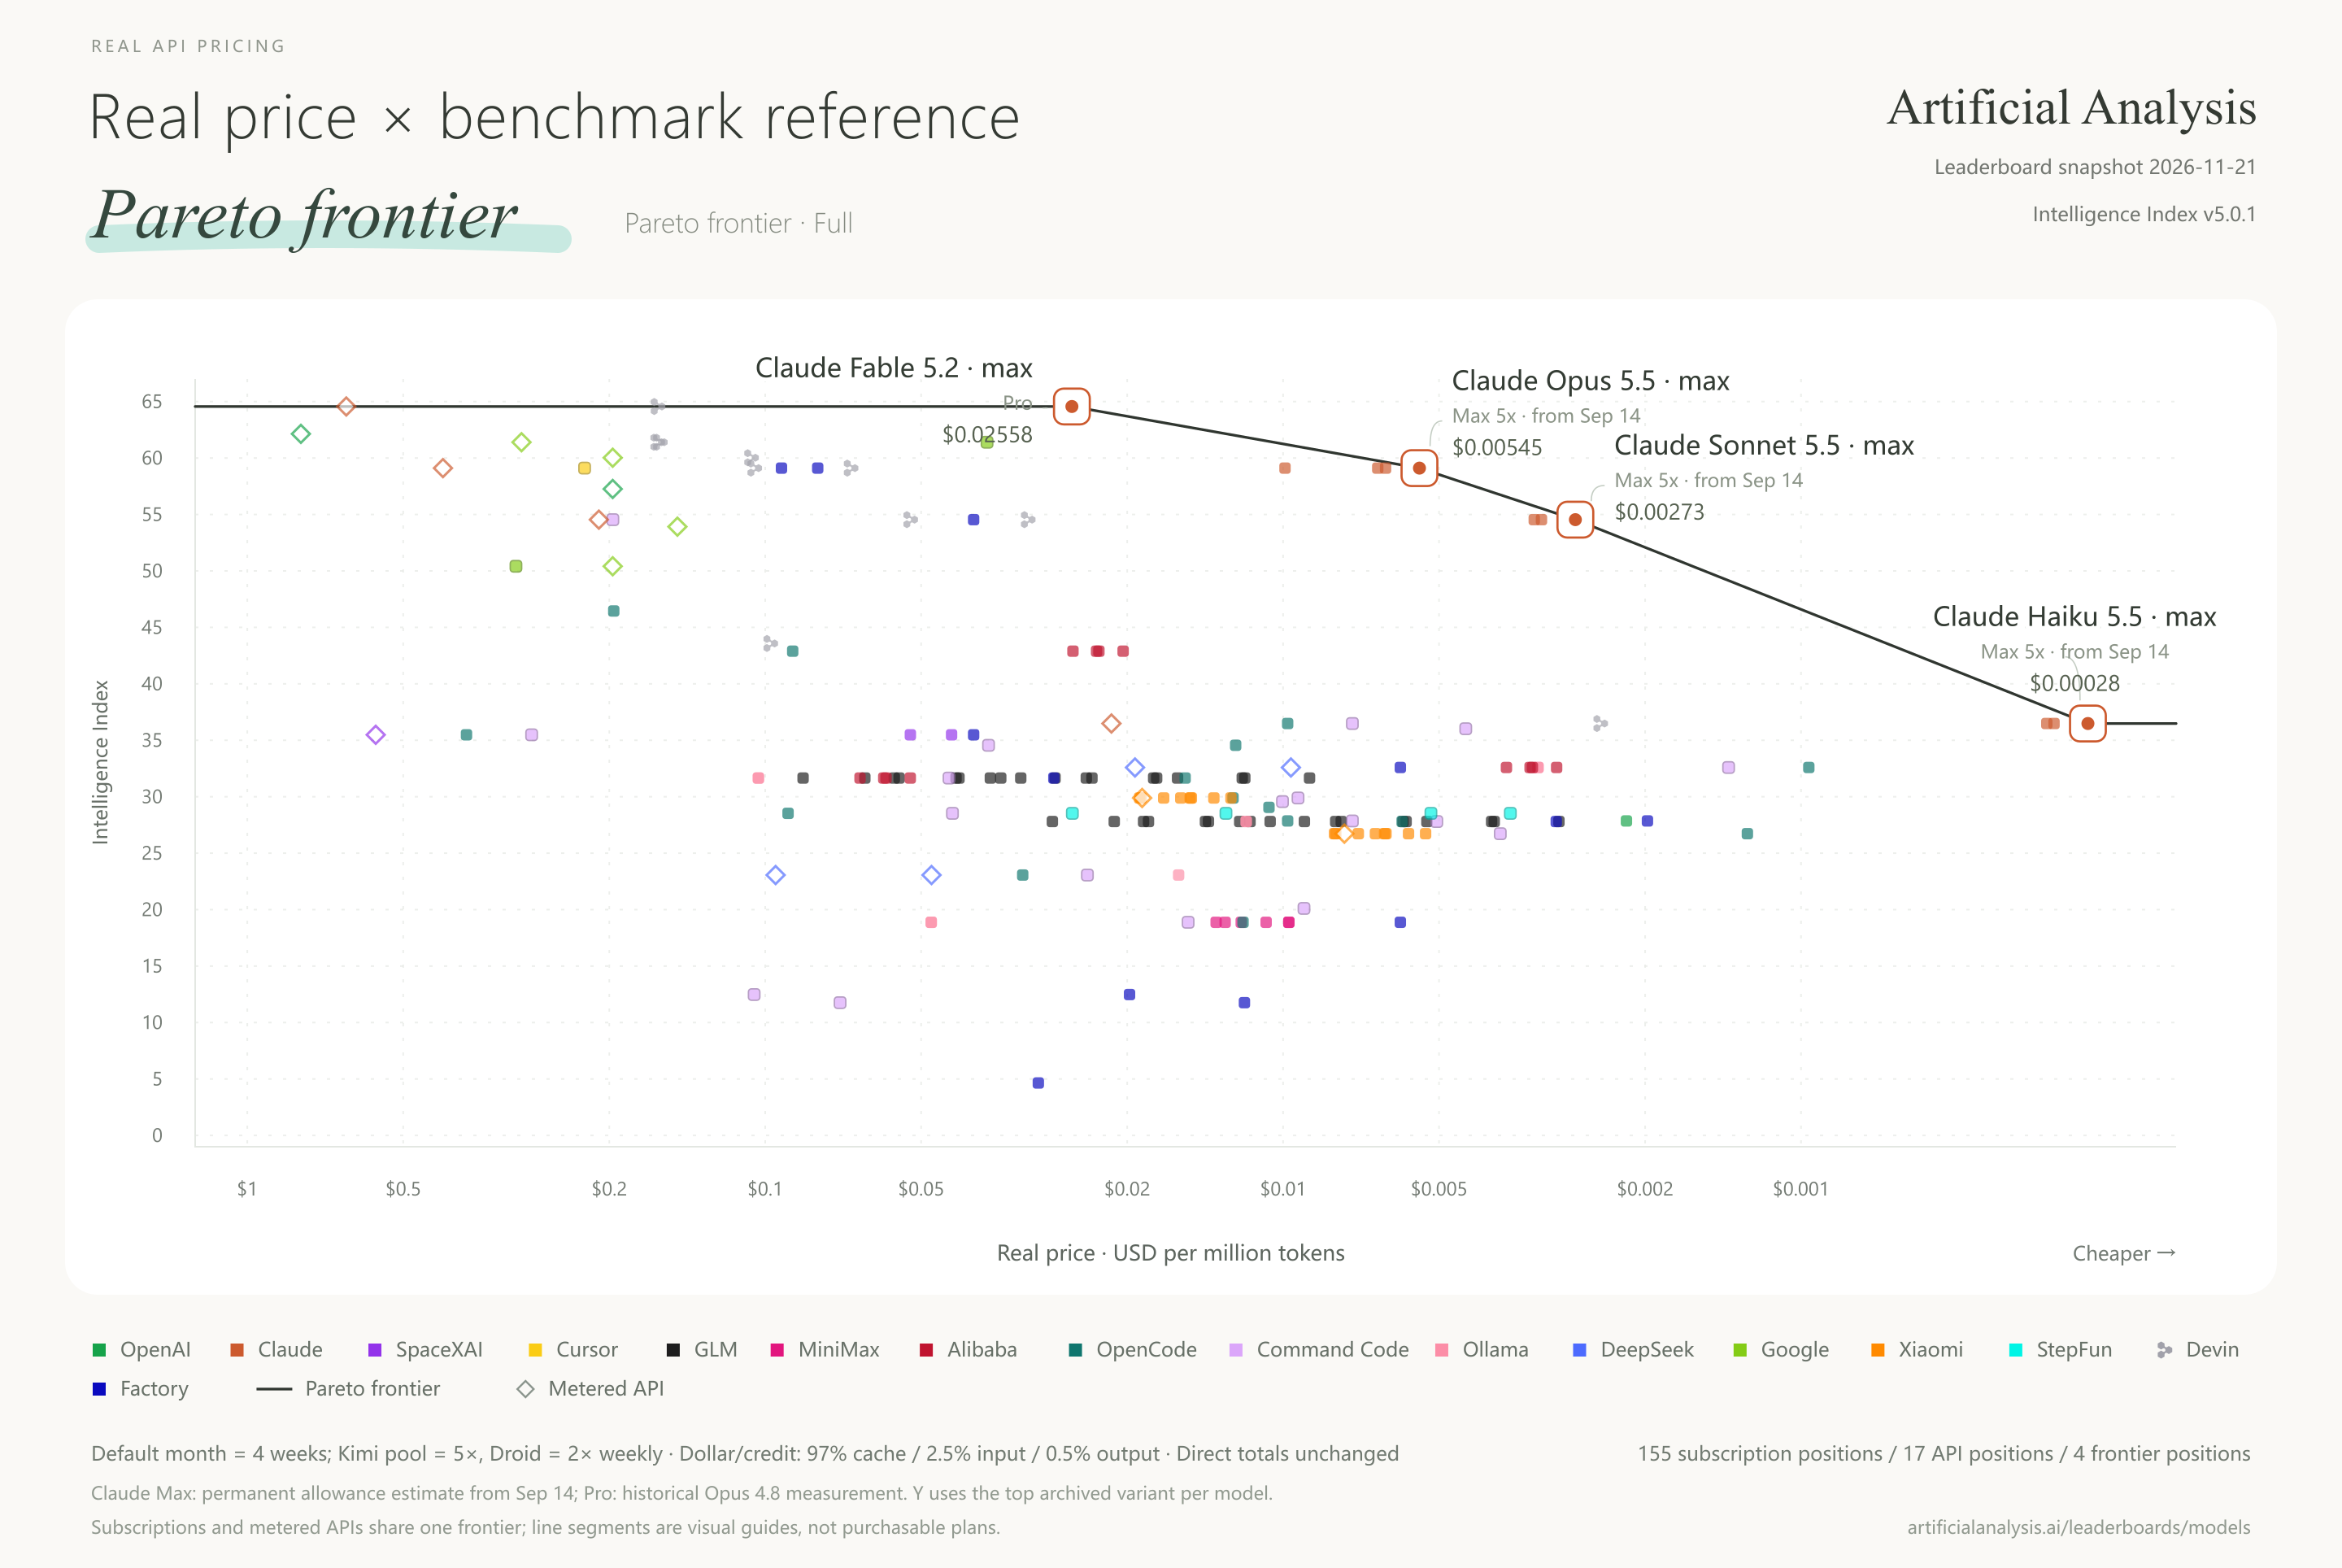 REAL API PRICING
Real price × benchmark reference
Pareto frontier
Pareto frontier · Full
Artificial Analysis
Leaderboard snapshot 2026-11-21
Intelligence Index v5.0.1
Claude Fable 5.2 · max
Pro
$0.02558
Claude Opus 5.5 · max
Max 5x · from Sep 14
$0.00545
Claude Sonnet 5.5 · max
Max 5x · from Sep 14
$0.00273
Claude Haiku 5.5 · max
Max 5x · from Sep 14
$0.00028
Intelligence Index
65
60
55
50
45
40
35
30
25
20
15
10
5
0
$1 $0.5 $0.2 $0.1 $0.05 $0.02 $0.01 $0.005 $0.002 $0.001
Real price · USD per million tokens
Cheaper →
OpenAI Claude SpaceXAI Cursor GLM MiniMax Alibaba OpenCode Command Code Ollama DeepSeek Google Xiaomi StepFun Devin
Factory Pareto frontier Metered API
Default month = 4 weeks; Kimi pool = 5×, Droid = 2× weekly · Dollar/credit: 97% cache / 2.5% input / 0.5% output · Direct totals unchanged
155 subscription positions / 17 API positions / 4 frontier positions
Claude Max: permanent allowance estimate from Sep 14; Pro: historical Opus 4.8 measurement. Y uses the top archived variant per model.
Subscriptions and metered APIs share one frontier; line segments are visual guides, not purchasable plans.
artificialanalysis.ai/leaderboards/models